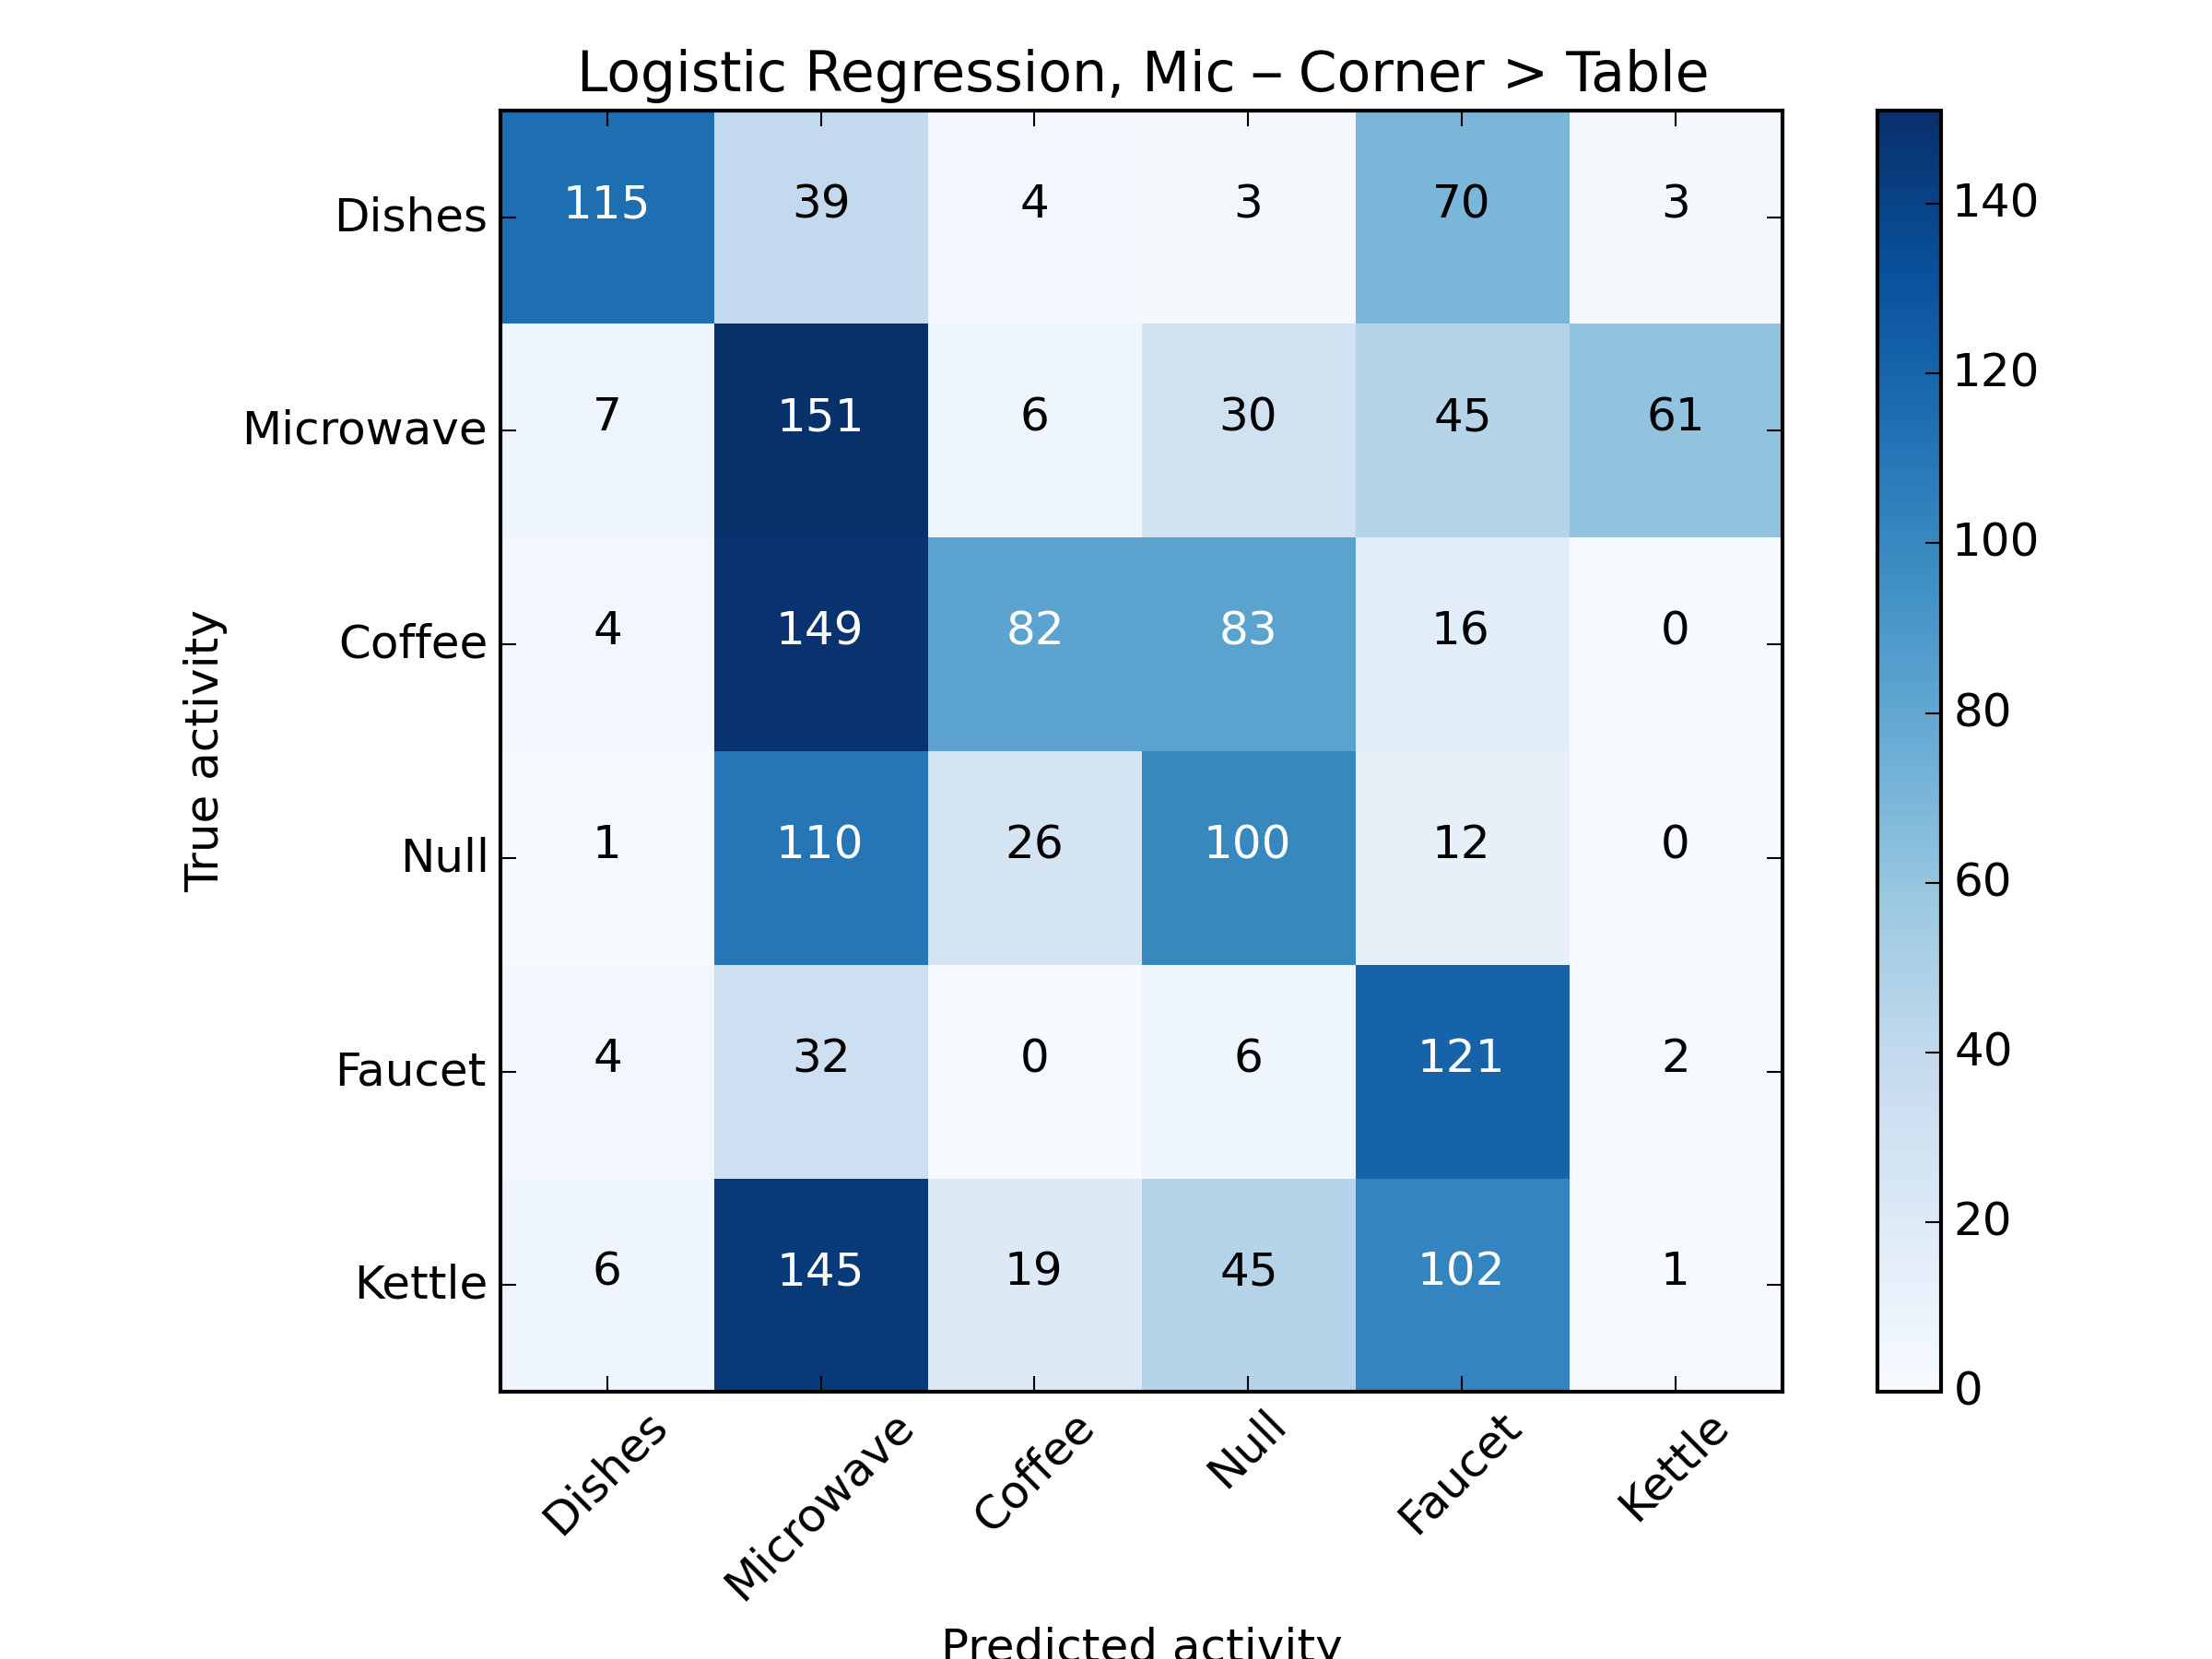 Logistic Regression, Mic – Corner > Table
Dishes 115 39 4 3 70 3
Microwave 7 151 6 30 45 61
Coffee 4 149 82 83 16 0
Null 1 110 26 100 12 0
Faucet 4 32 0 6 121 2
Kettle 6 145 19 45 102 1
True activity
Dishes Microwave Coffee Null Faucet Kettle
Predicted activity
140
120
100
80
60
40
20
0